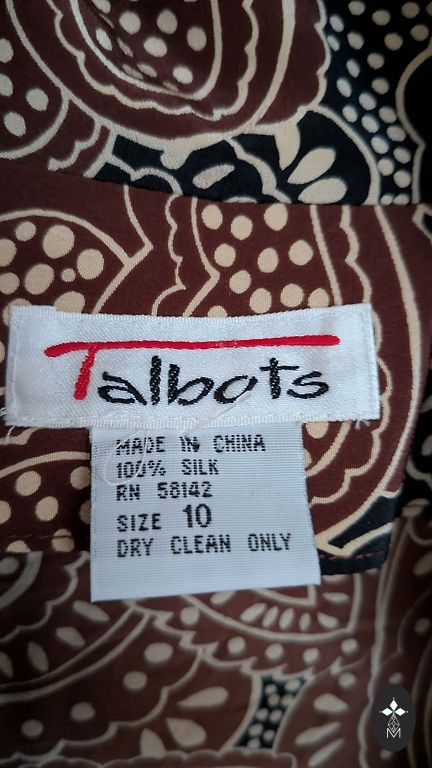 Talbots
MADE IN CHINA
100% SILK
RN 58142
SIZE 10
DRY CLEAN ONLY
M